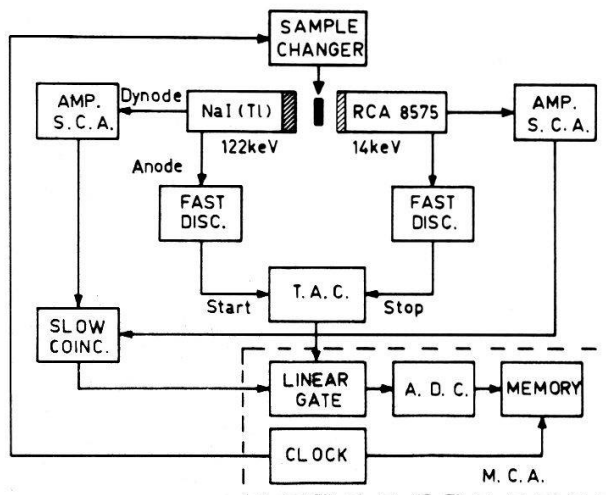 SAMPLE
CHANGER
AMP.
S.C.A.
Dynode
NaI(Tl)
RCA 8575
AMP.
S.C.A.
122keV
14keV
Anode
FAST
DISC.
FAST
DISC.
Start
T.A.C.
Stop
SLOW
COINC.
LINEAR
GATE
A.D.C.
MEMORY
CLOCK
M.C.A.